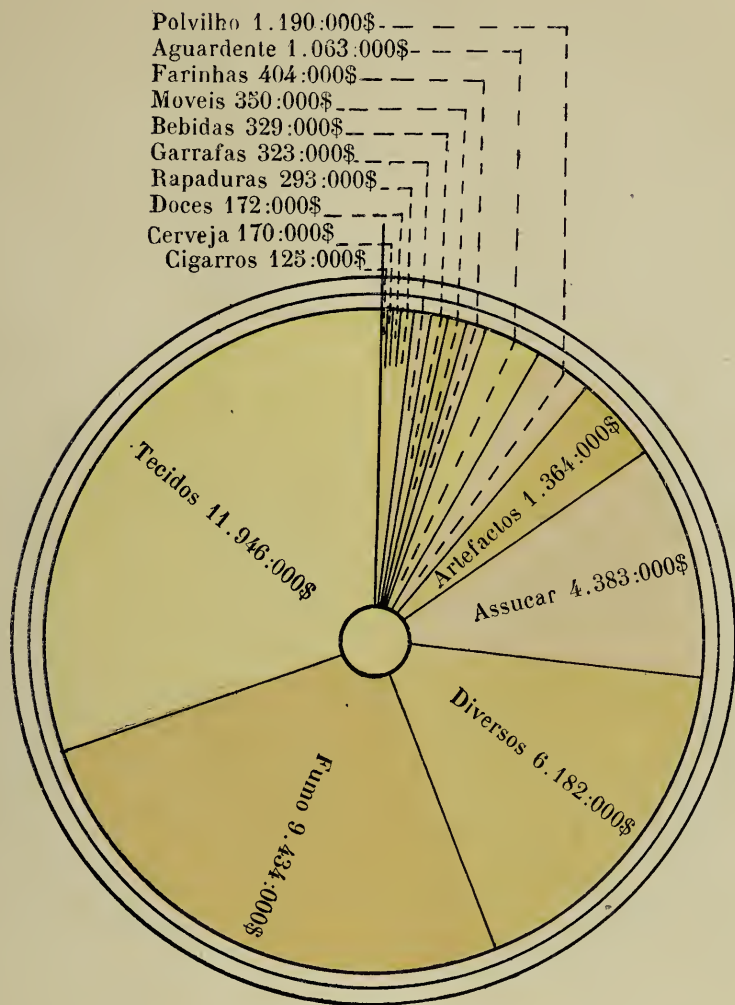 Polvilho 1.190:000$
Aguardente 1.063:000$
Farinhas 404:000$
Moveis 350:000$
Bebidas 329:000$
Garrafas 323:000$
Rapaduras 293:000$
Doces 172:000$
Cerveja 170:000$
Cigarros 125:000$
Tecidos 11.946:000$
Artefactos 1.364:000$
Assucar 4.383:000$
Diversos 6.182:000$
Fumo 9.434:000$